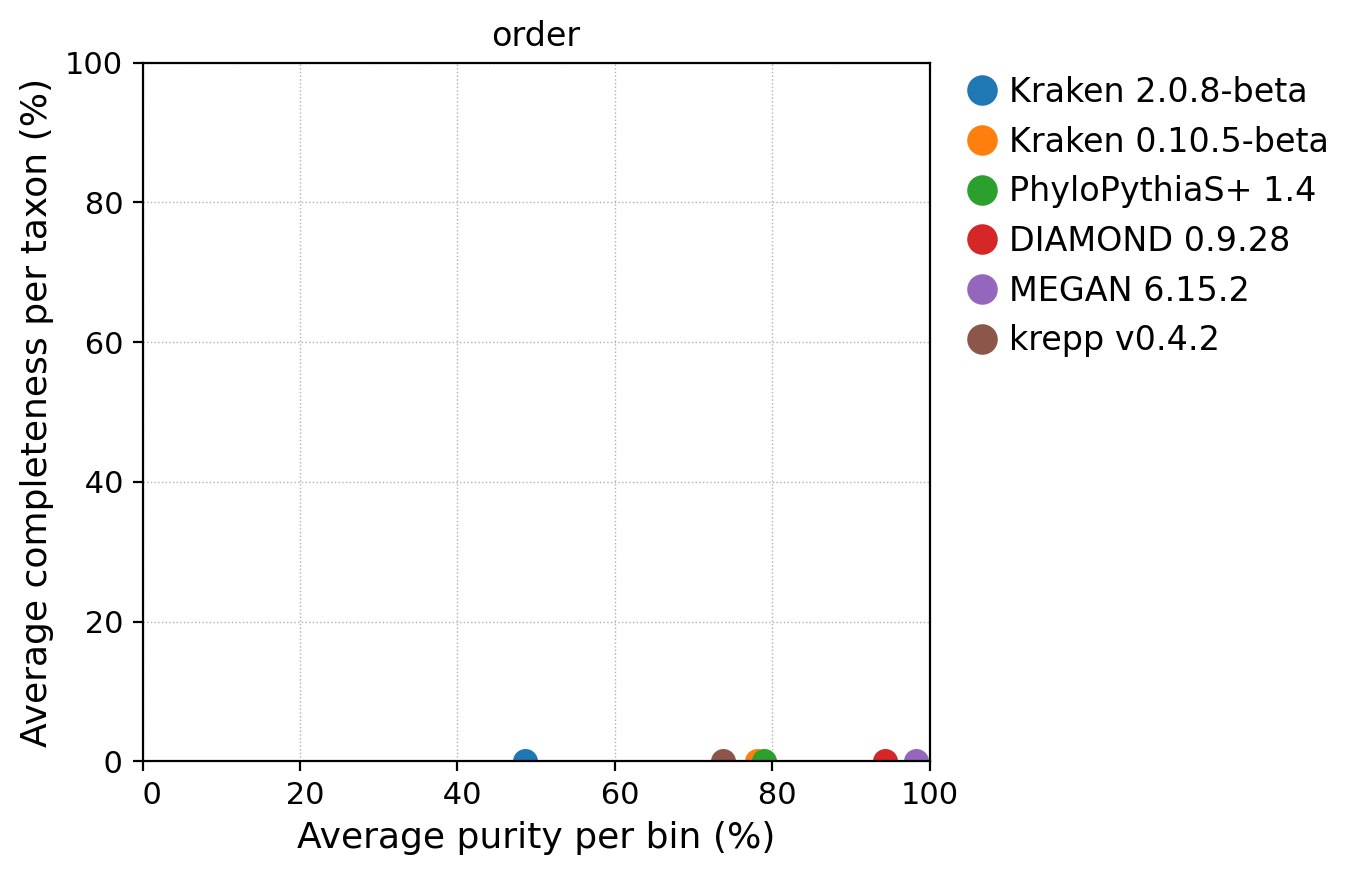 order
Average completeness per taxon (%)
100
80
60
40
20
0
0 20 40 60 80 100
Average purity per bin (%)
Kraken 2.0.8-beta
Kraken 0.10.5-beta
PhyloPythiaS+ 1.4
DIAMOND 0.9.28
MEGAN 6.15.2
krepp v0.4.2